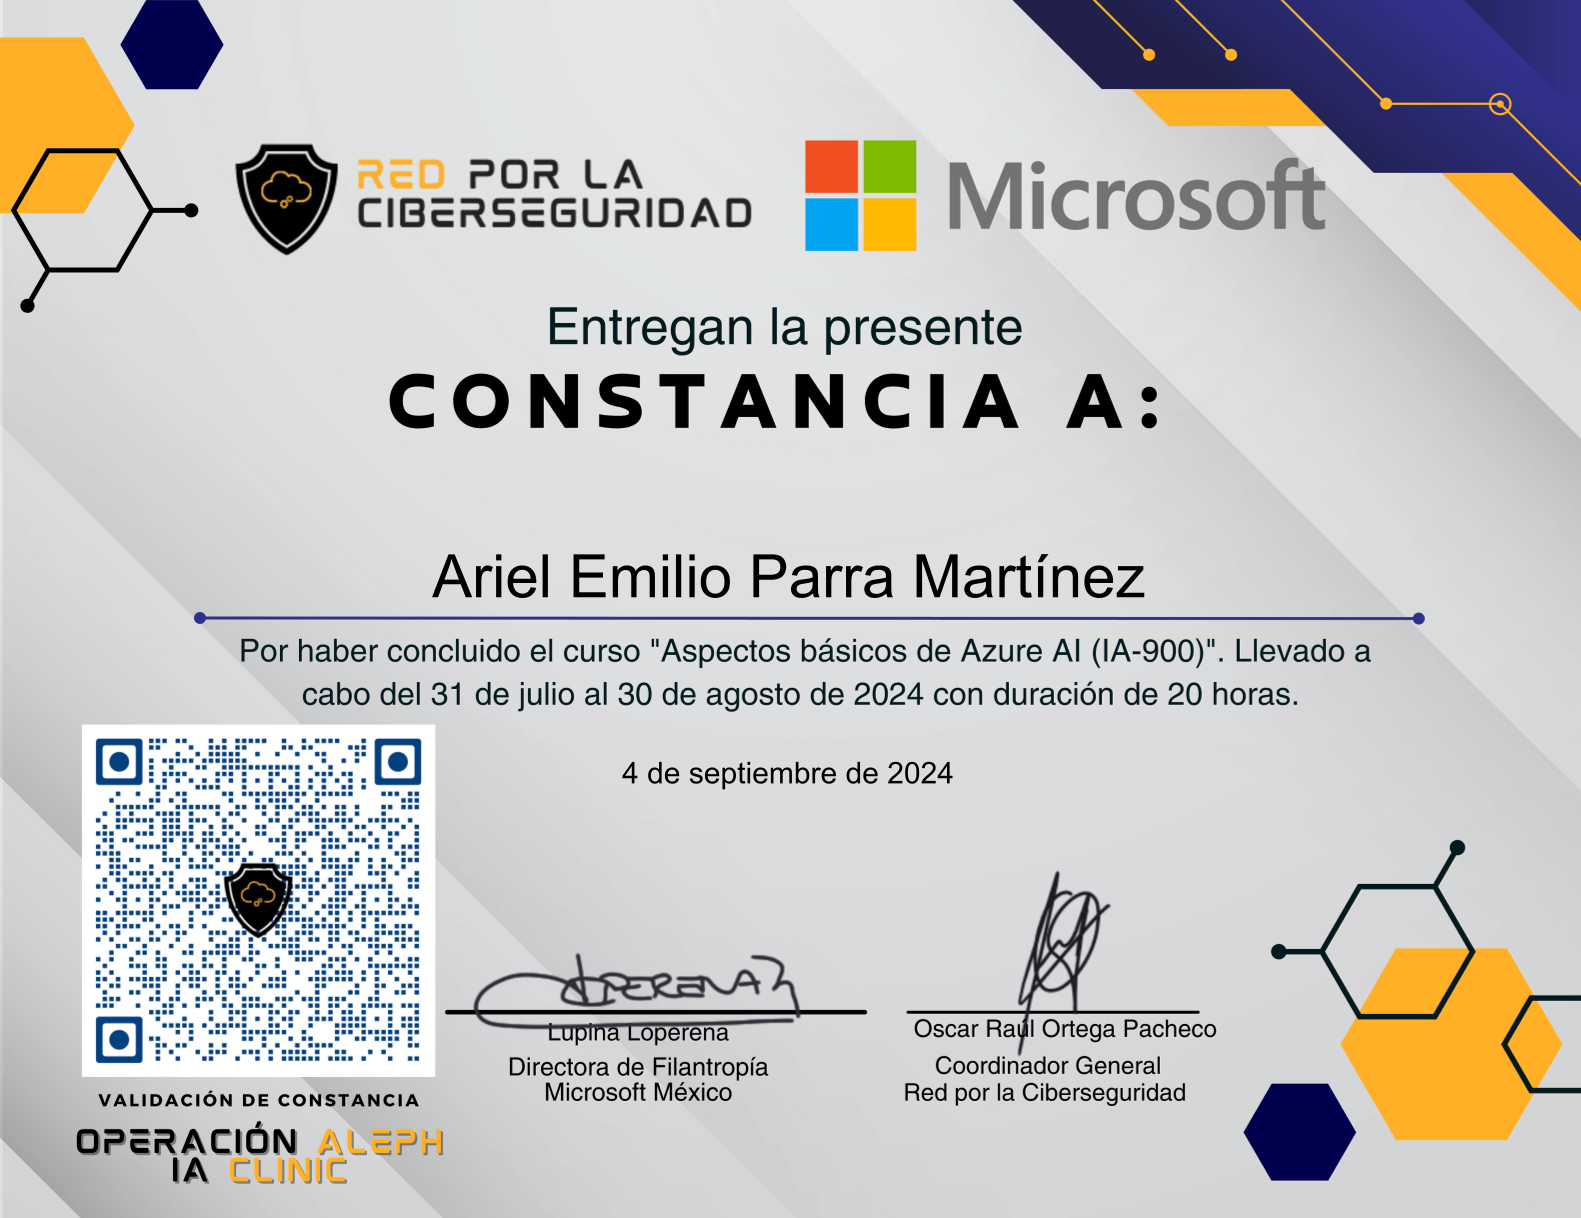 RED POR LA
CIBERSEGURIDAD
Microsoft
Entregan la presente
CONSTANCIA A:
Ariel Emilio Parra Martínez
Por haber concluido el curso "Aspectos básicos de Azure AI (IA-900)". Llevado a
cabo del 31 de julio al 30 de agosto de 2024 con duración de 20 horas.
4 de septiembre de 2024
LOPERENA
Lupina Loperena
Directora de Filantropía
Microsoft México
Oscar Raúl Ortega Pacheco
Coordinador General
Red por la Ciberseguridad
VALIDACIÓN DE CONSTANCIA
OPERACIÓN ALEPH
IA CLINIC